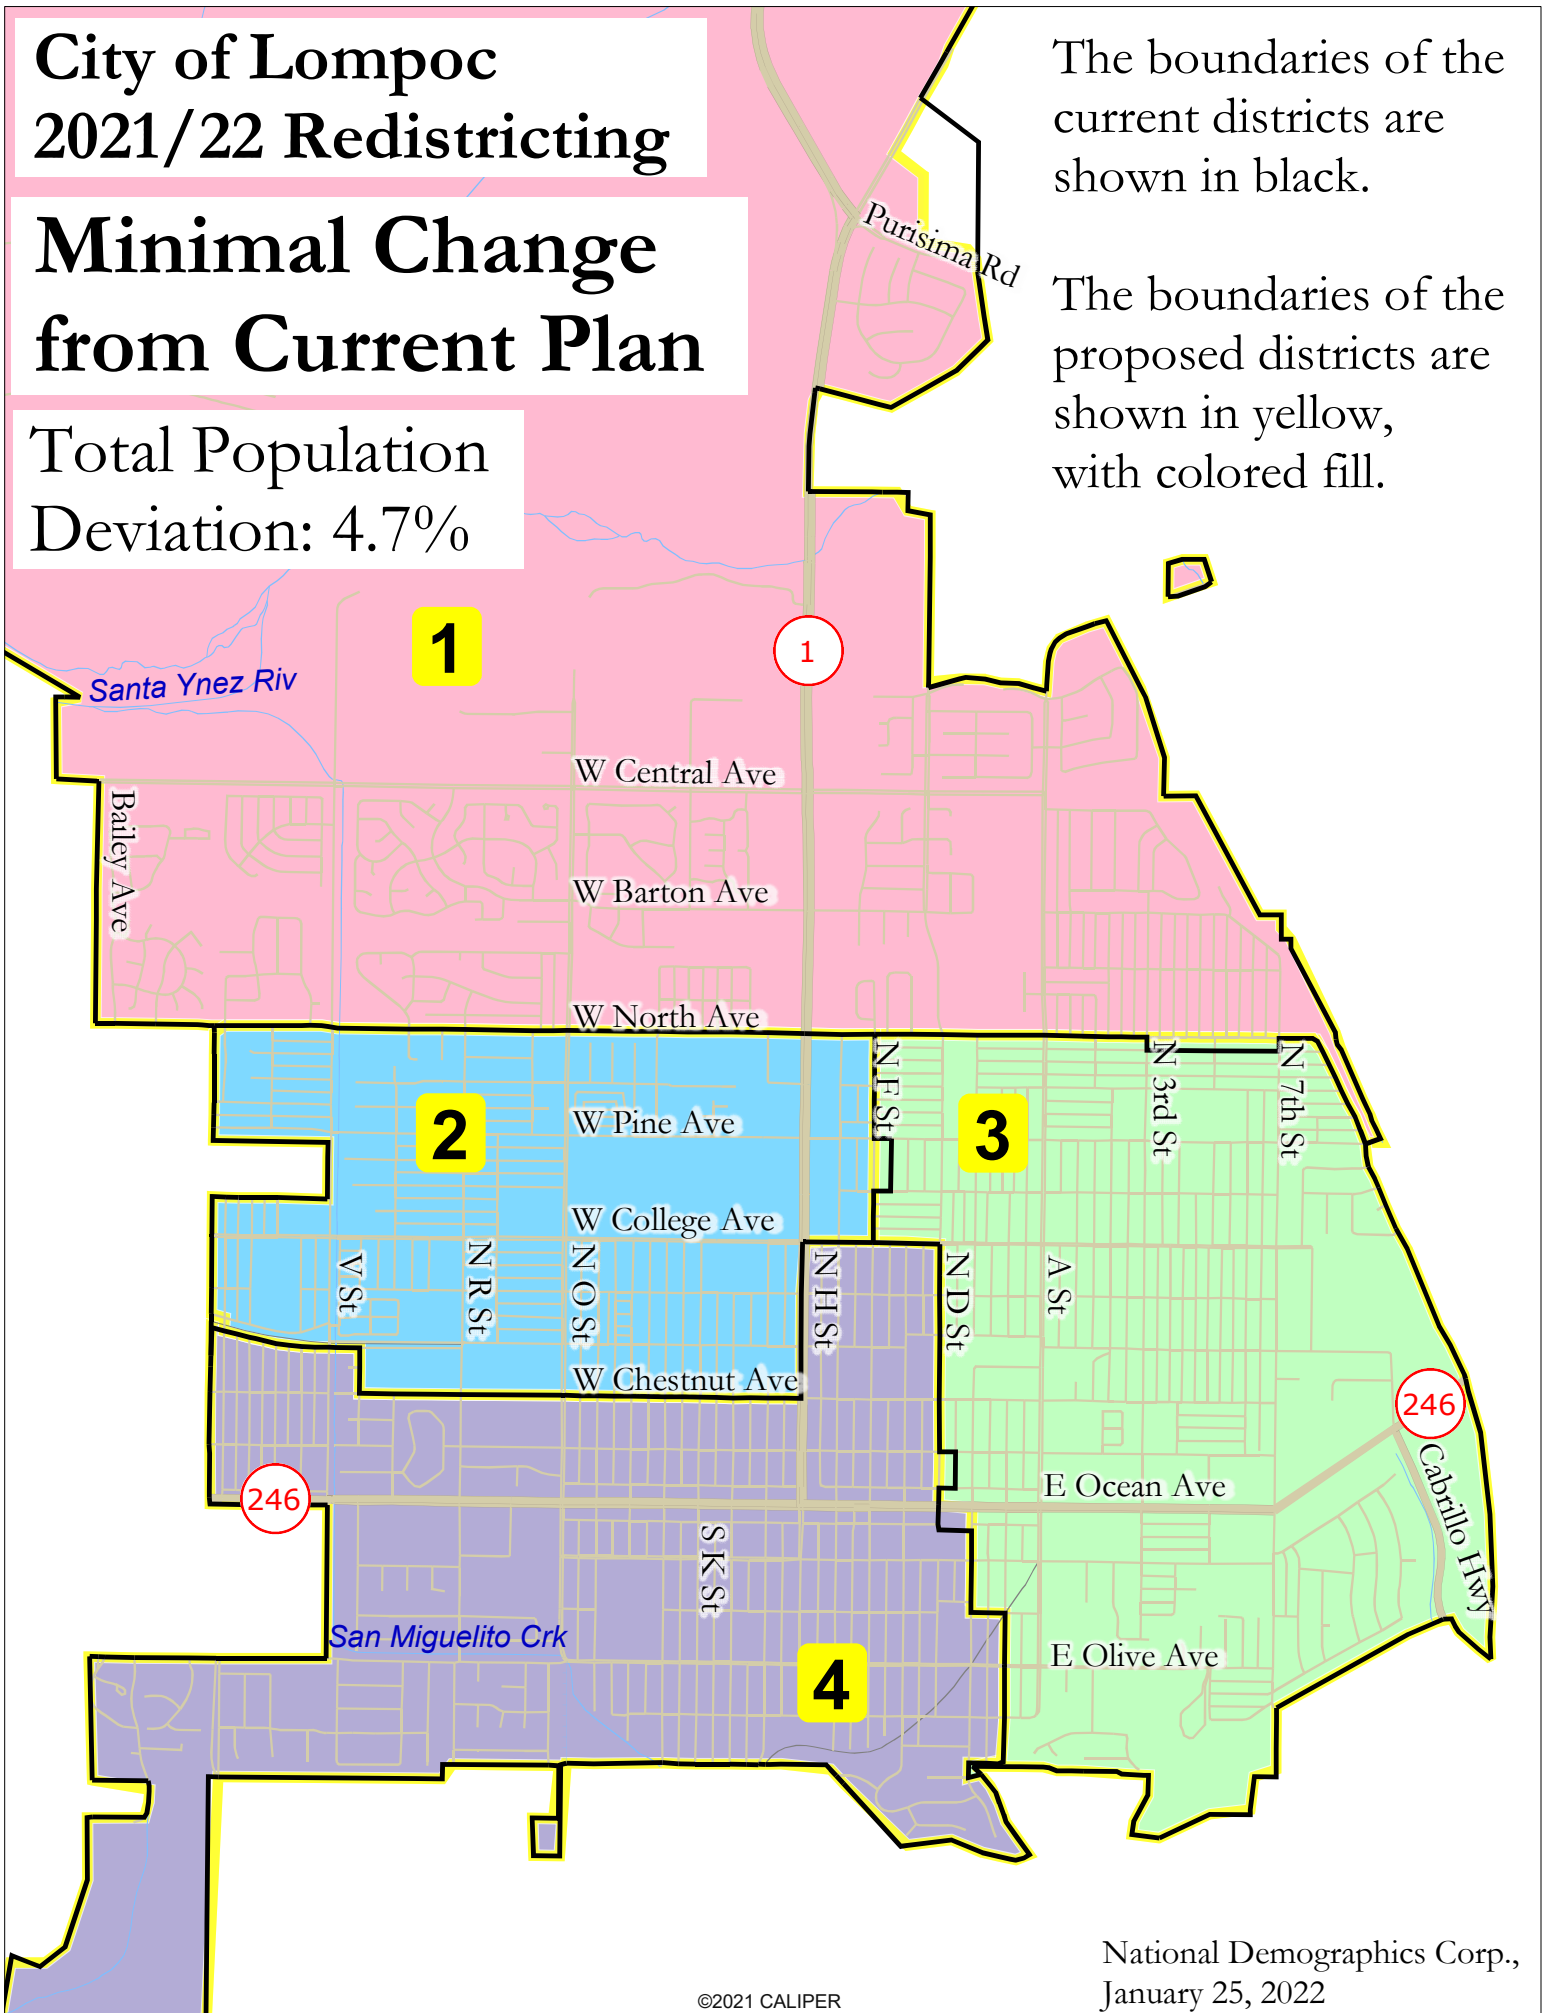 City of Lompoc
2021/22 Redistricting
Minimal Change
from Current Plan
Total Population
Deviation: 4.7%
The boundaries of the
current districts are
shown in black.
The boundaries of the
proposed districts are
shown in yellow,
with colored fill.
Purisima Rd
1
1
Santa Ynez Riv
W Central Ave
Bailey Ave
W Barton Ave
W North Ave
N F St
N 3rd St
N 7th St
2
W Pine Ave
3
W College Ave
V St
N R St
N O St
N H St
N D St
A St
W Chestnut Ave
246
246
Cabrillo Hwy
E Ocean Ave
S K St
San Miguelito Crk
4
E Olive Ave
National Demographics Corp.,
January 25, 2022
©2021 CALIPER